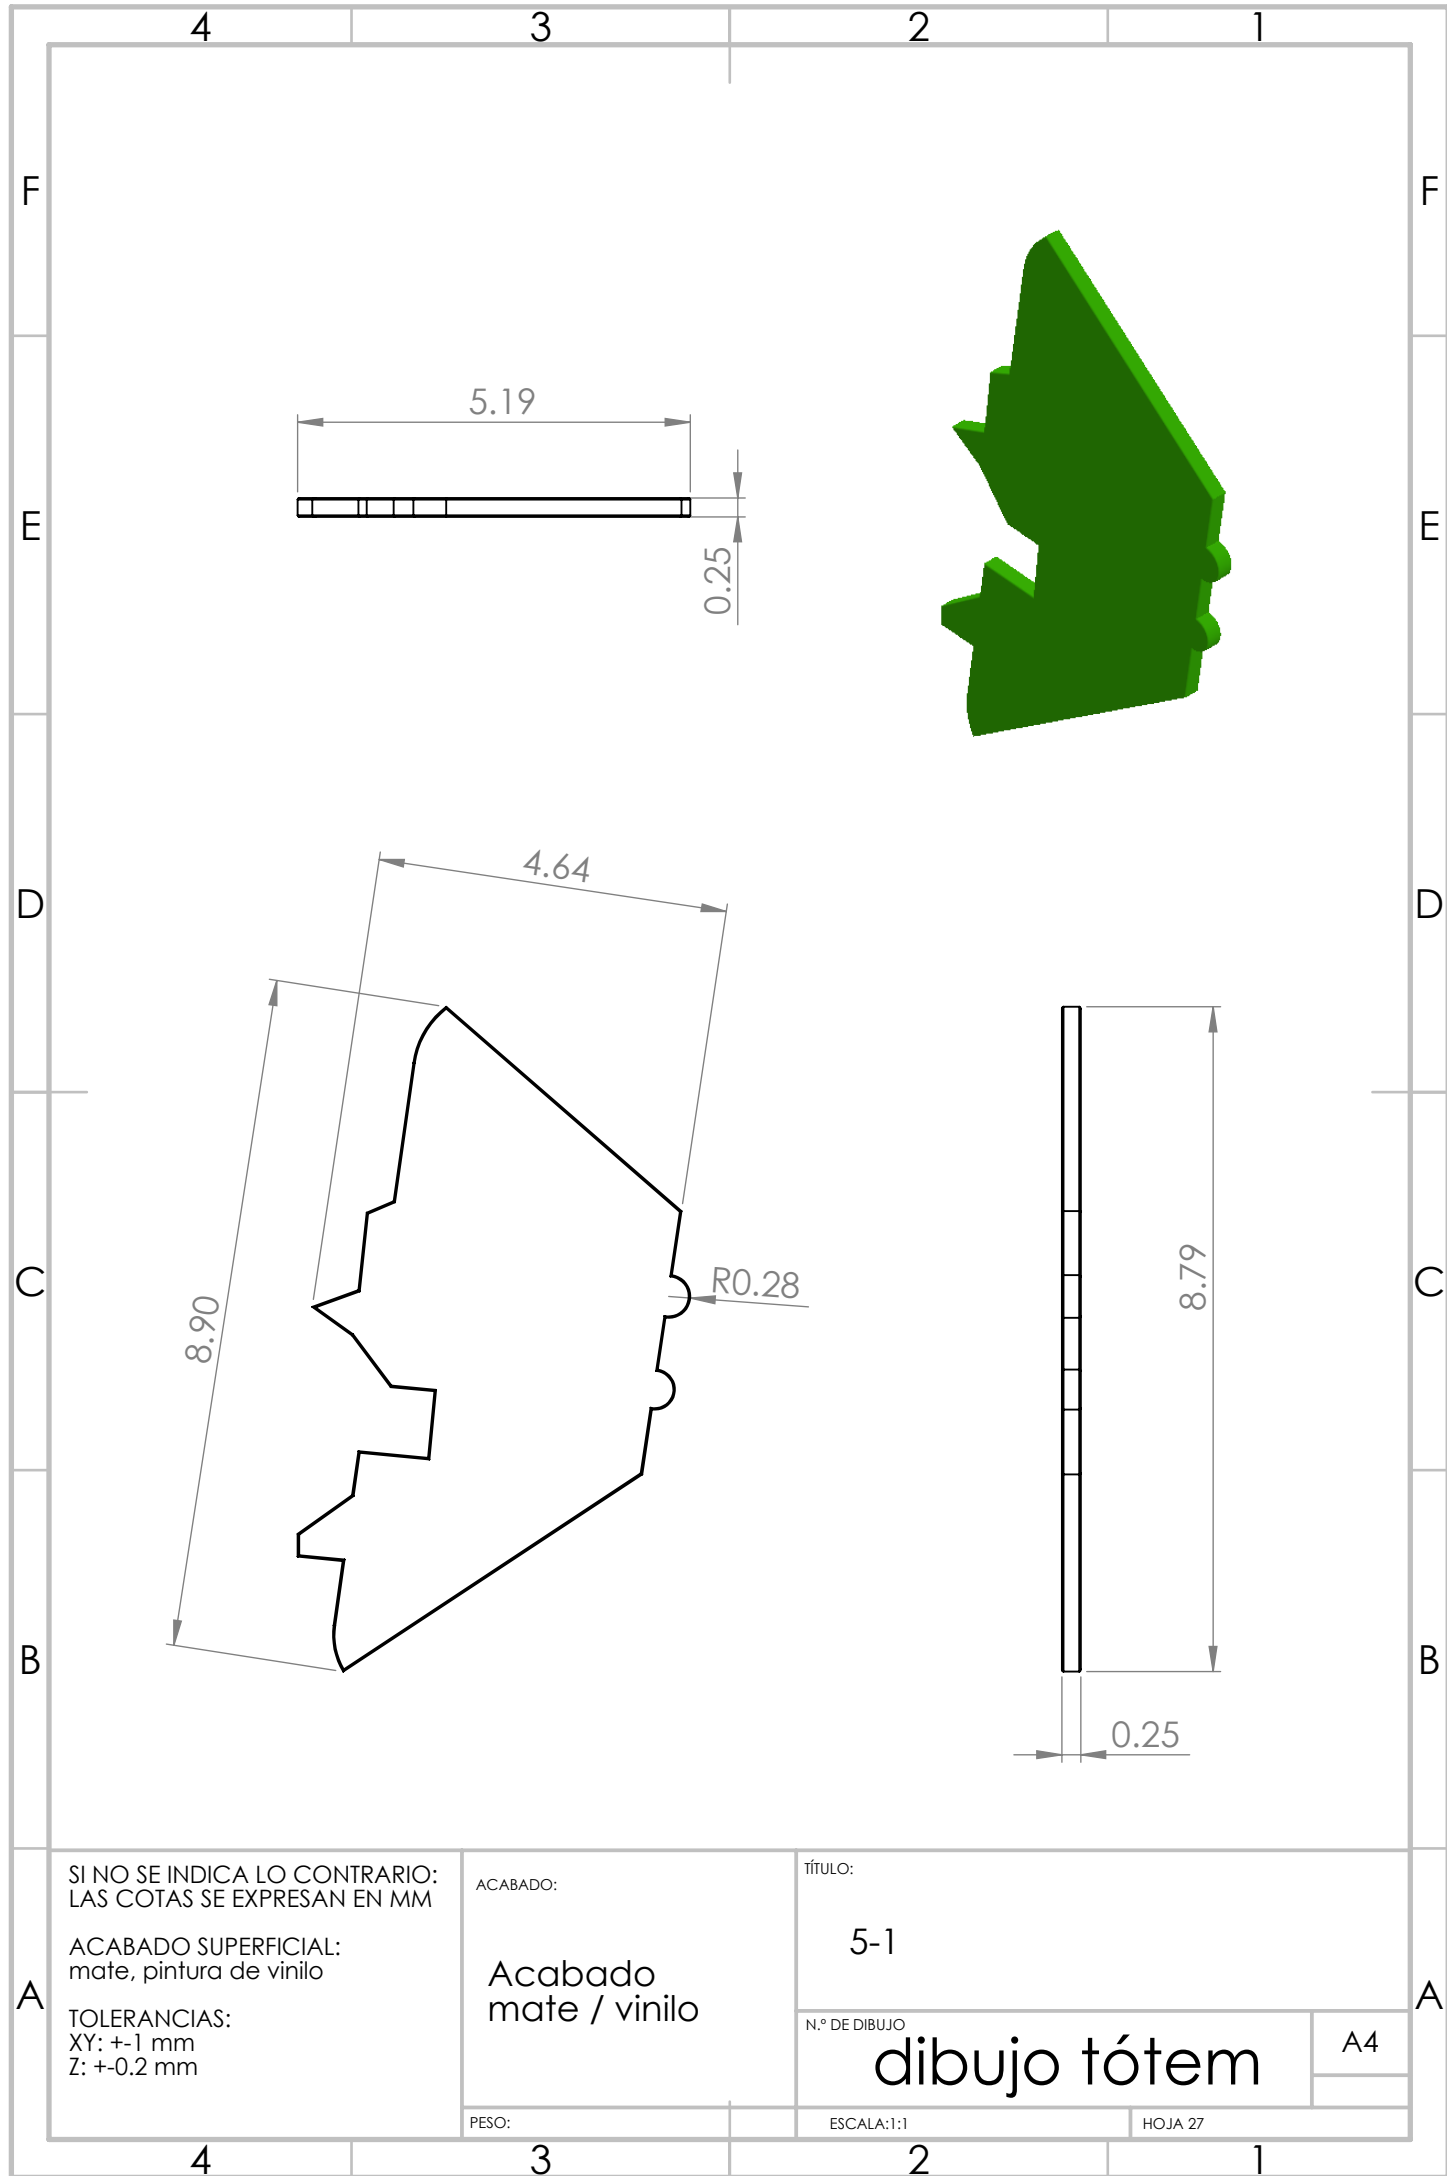 4 3 2 1
F F
5.19
E E
0.25
4.64
D D
R0.28
8.79
C C
8.90
B B
0.25
SI NO SE INDICA LO CONTRARIO:
LAS COTAS SE EXPRESAN EN MM
ACABADO SUPERFICIAL:
mate, pintura de vinilo
TOLERANCIAS:
XY: +-1 mm
Z: +-0.2 mm
ACABADO:
Acabado
mate / vinilo
PESO:
TÍTULO:
5-1
N.º DE DIBUJO
dibujo tótem
A4
ESCALA:1:1
HOJA 27
A A
4 3 2 1